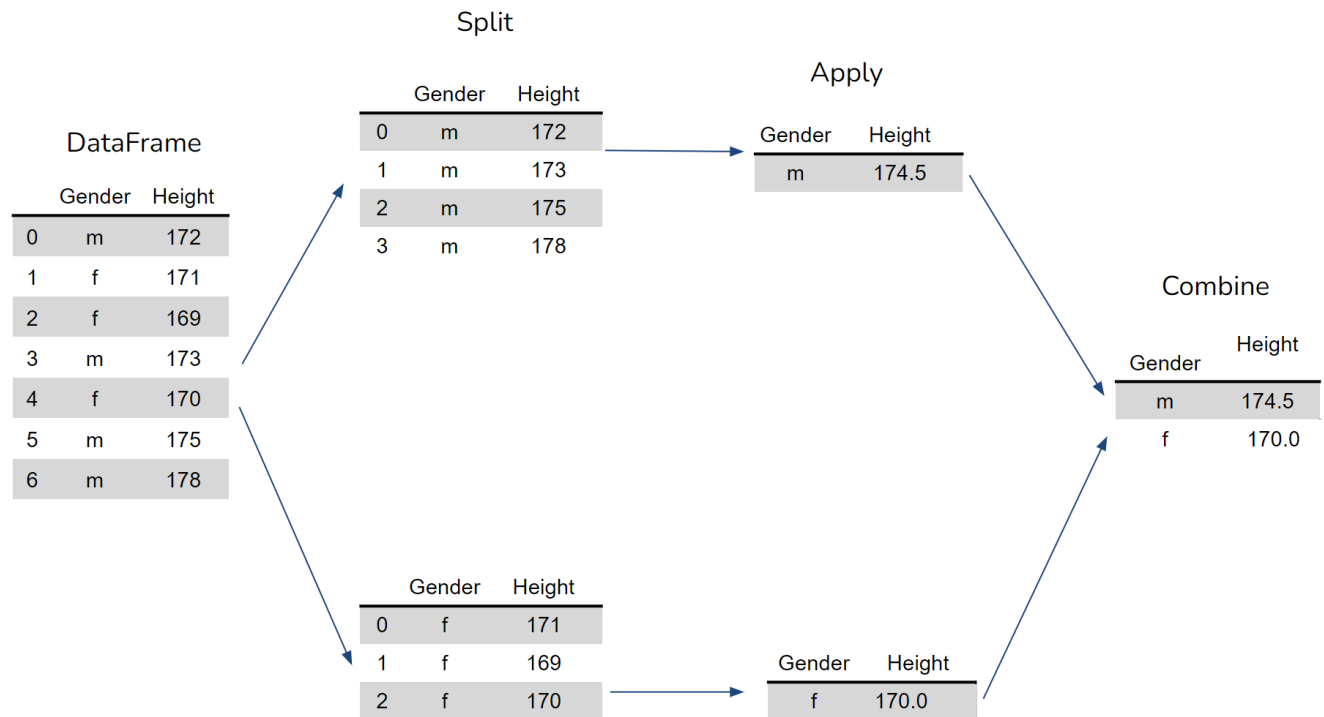 DataFrame
Gender Height
0 m 172
1 f 171
2 f 169
3 m 173
4 f 170
5 m 175
6 m 178
Split
Gender Height
0 m 172
1 m 173
2 m 175
3 m 178
Gender Height
0 f 171
1 f 169
2 f 170
Apply
Gender Height
m 174.5
Gender Height
f 170.0
Combine
Height
Gender
m 174.5
f 170.0